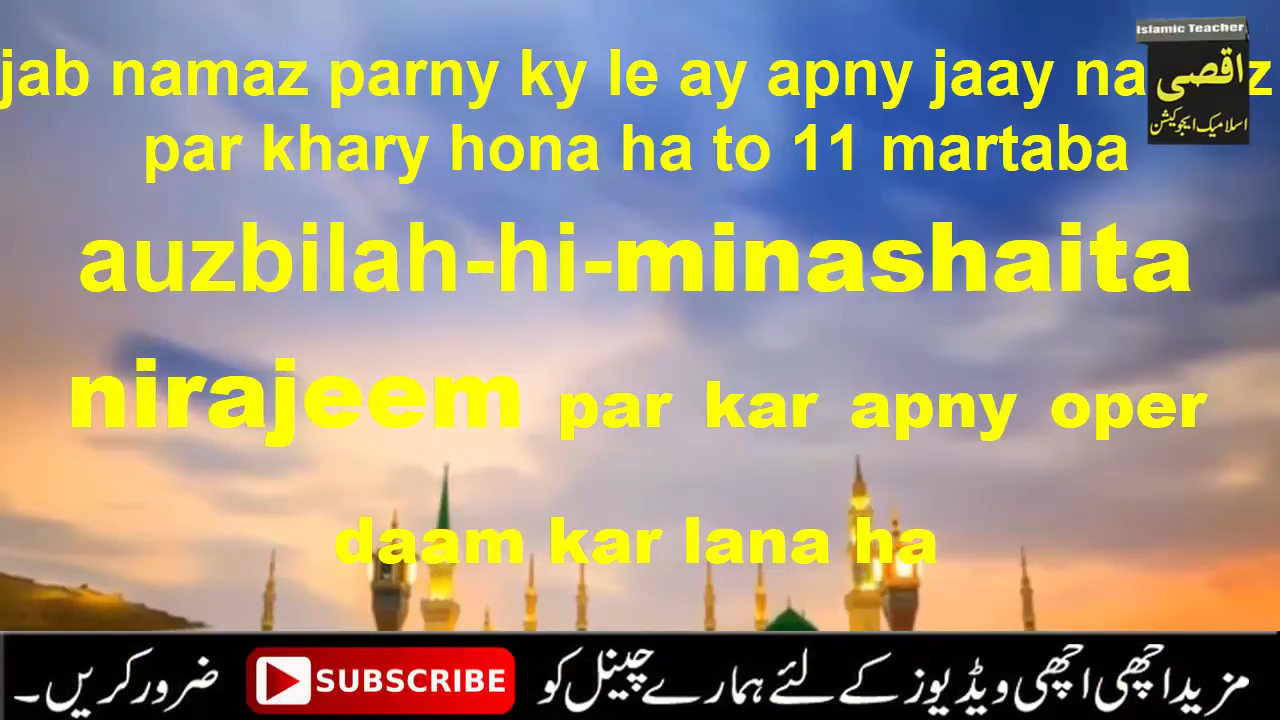 Islamic Teacher
اقصی
اسلامیک ایجوکیشن
jab namaz parny ky le ay apny jaay na z
par khary hona ha to 11 martaba
auzbilah-hi-minashaita
nirajeem par kar apny oper
daam kar lana ha
مزید اچھی اچھی ویڈیوز کے لئے ہمارے چینل کو SUBSCRIBE ضرور کریں۔